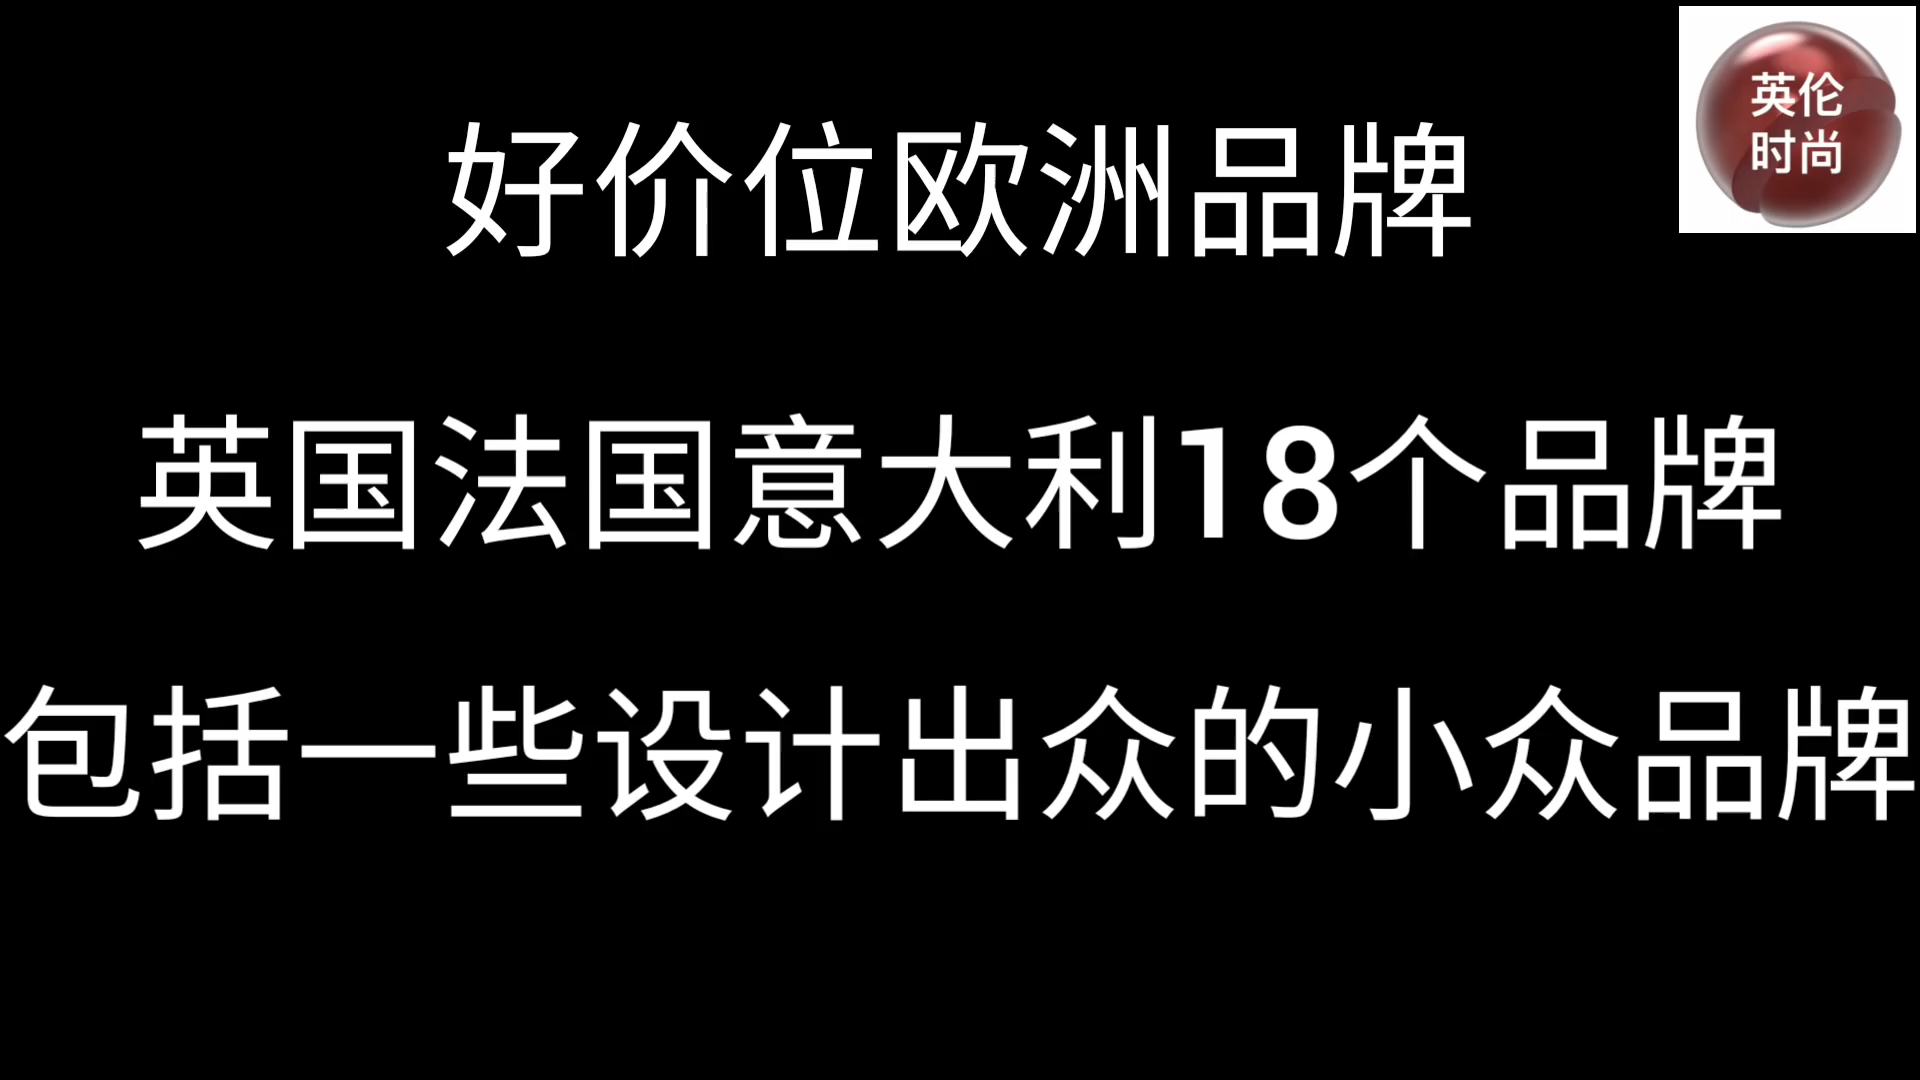 英伦
时尚
好价位欧洲品牌
英国法国意大利18个品牌
包括一些设计出众的小众品牌